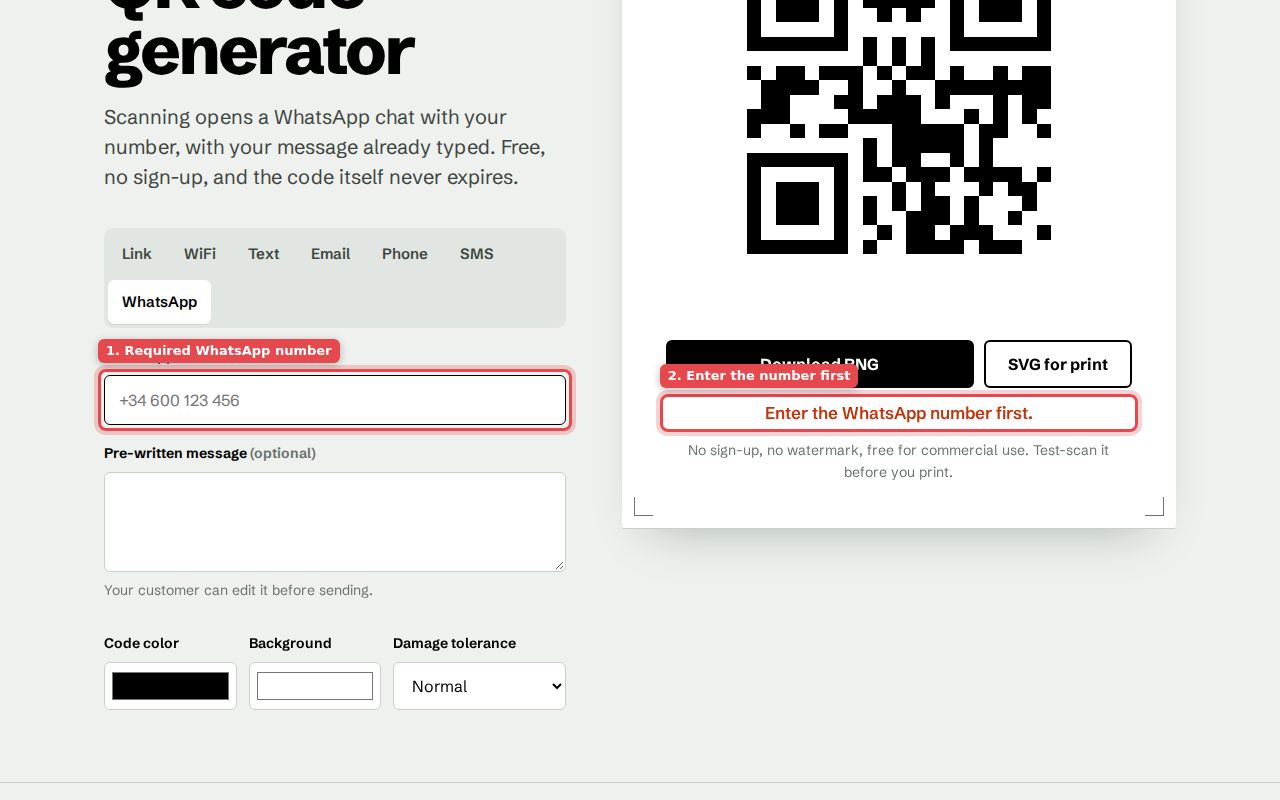 QR code
generator
Scanning opens a WhatsApp chat with your
number, with your message already typed. Free,
no sign-up, and the code itself never expires.
Link WiFi Text Email Phone SMS
WhatsApp
1. Required WhatsApp number
+34 600 123 456
Pre-written message (optional)
Your customer can edit it before sending.
Code color Background Damage tolerance
Normal
Download PNG SVG for print
2. Enter the number first
Enter the WhatsApp number first.
No sign-up, no watermark, free for commercial use. Test-scan it
before you print.